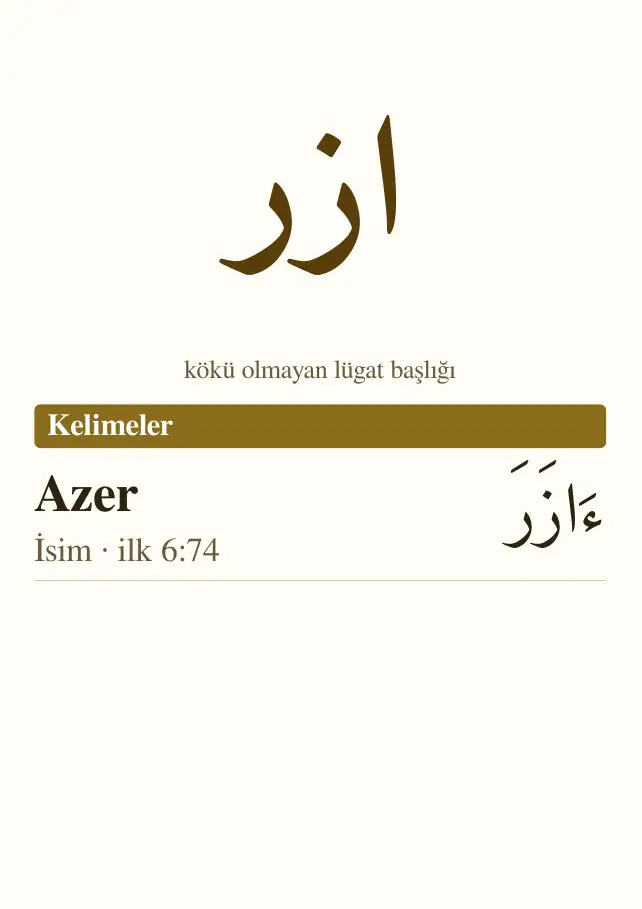 ازر
kökü olmayan lügat başlığı
Kelimeler
Azer ءَازَرَ
İsim · ilk 6:74